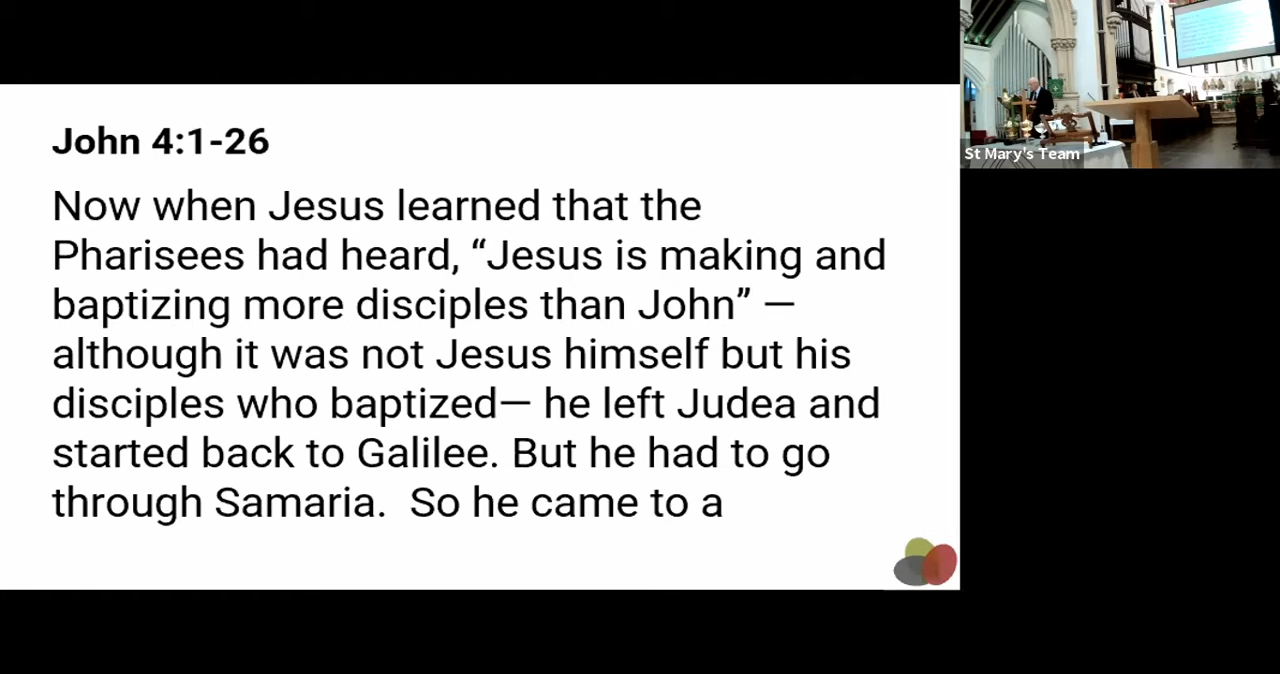 John 4:1-26
Now when Jesus learned that the
Pharisees had heard, “Jesus is making and
baptizing more disciples than John” —
although it was not Jesus himself but his
disciples who baptized— he left Judea and
started back to Galilee. But he had to go
through Samaria.  So he came to a
St Mary's Team